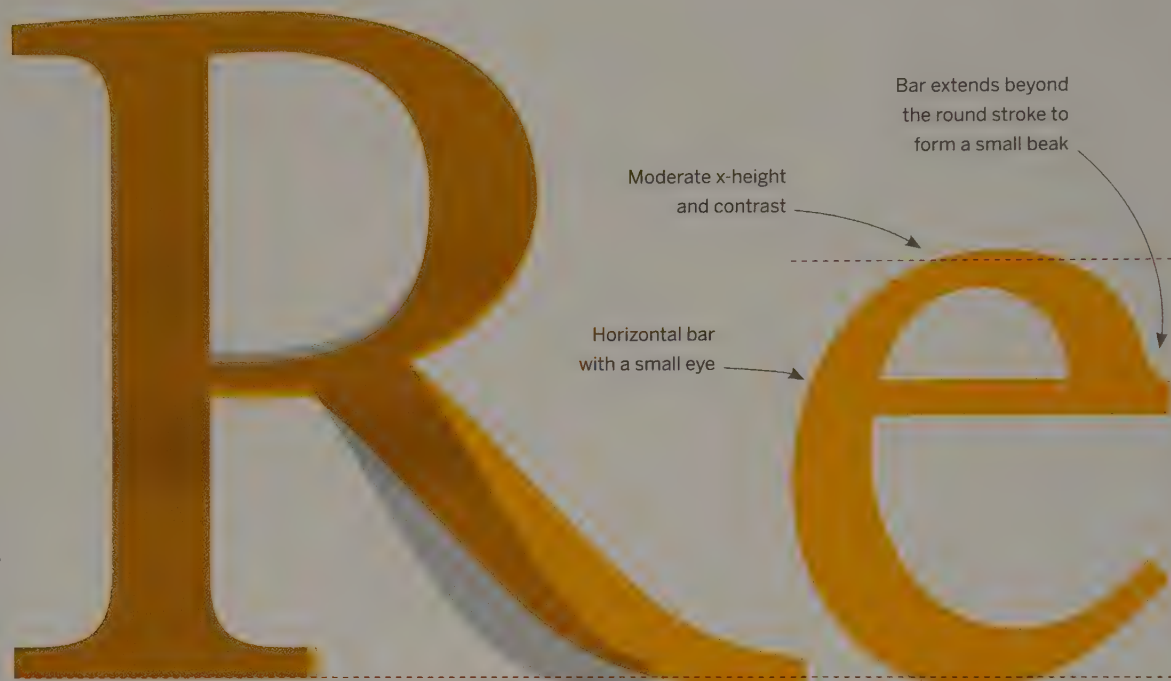 Re
Bar extends beyond
the round stroke to
form a small beak
Moderate x-height
and contrast
Horizontal bar
with a small eye